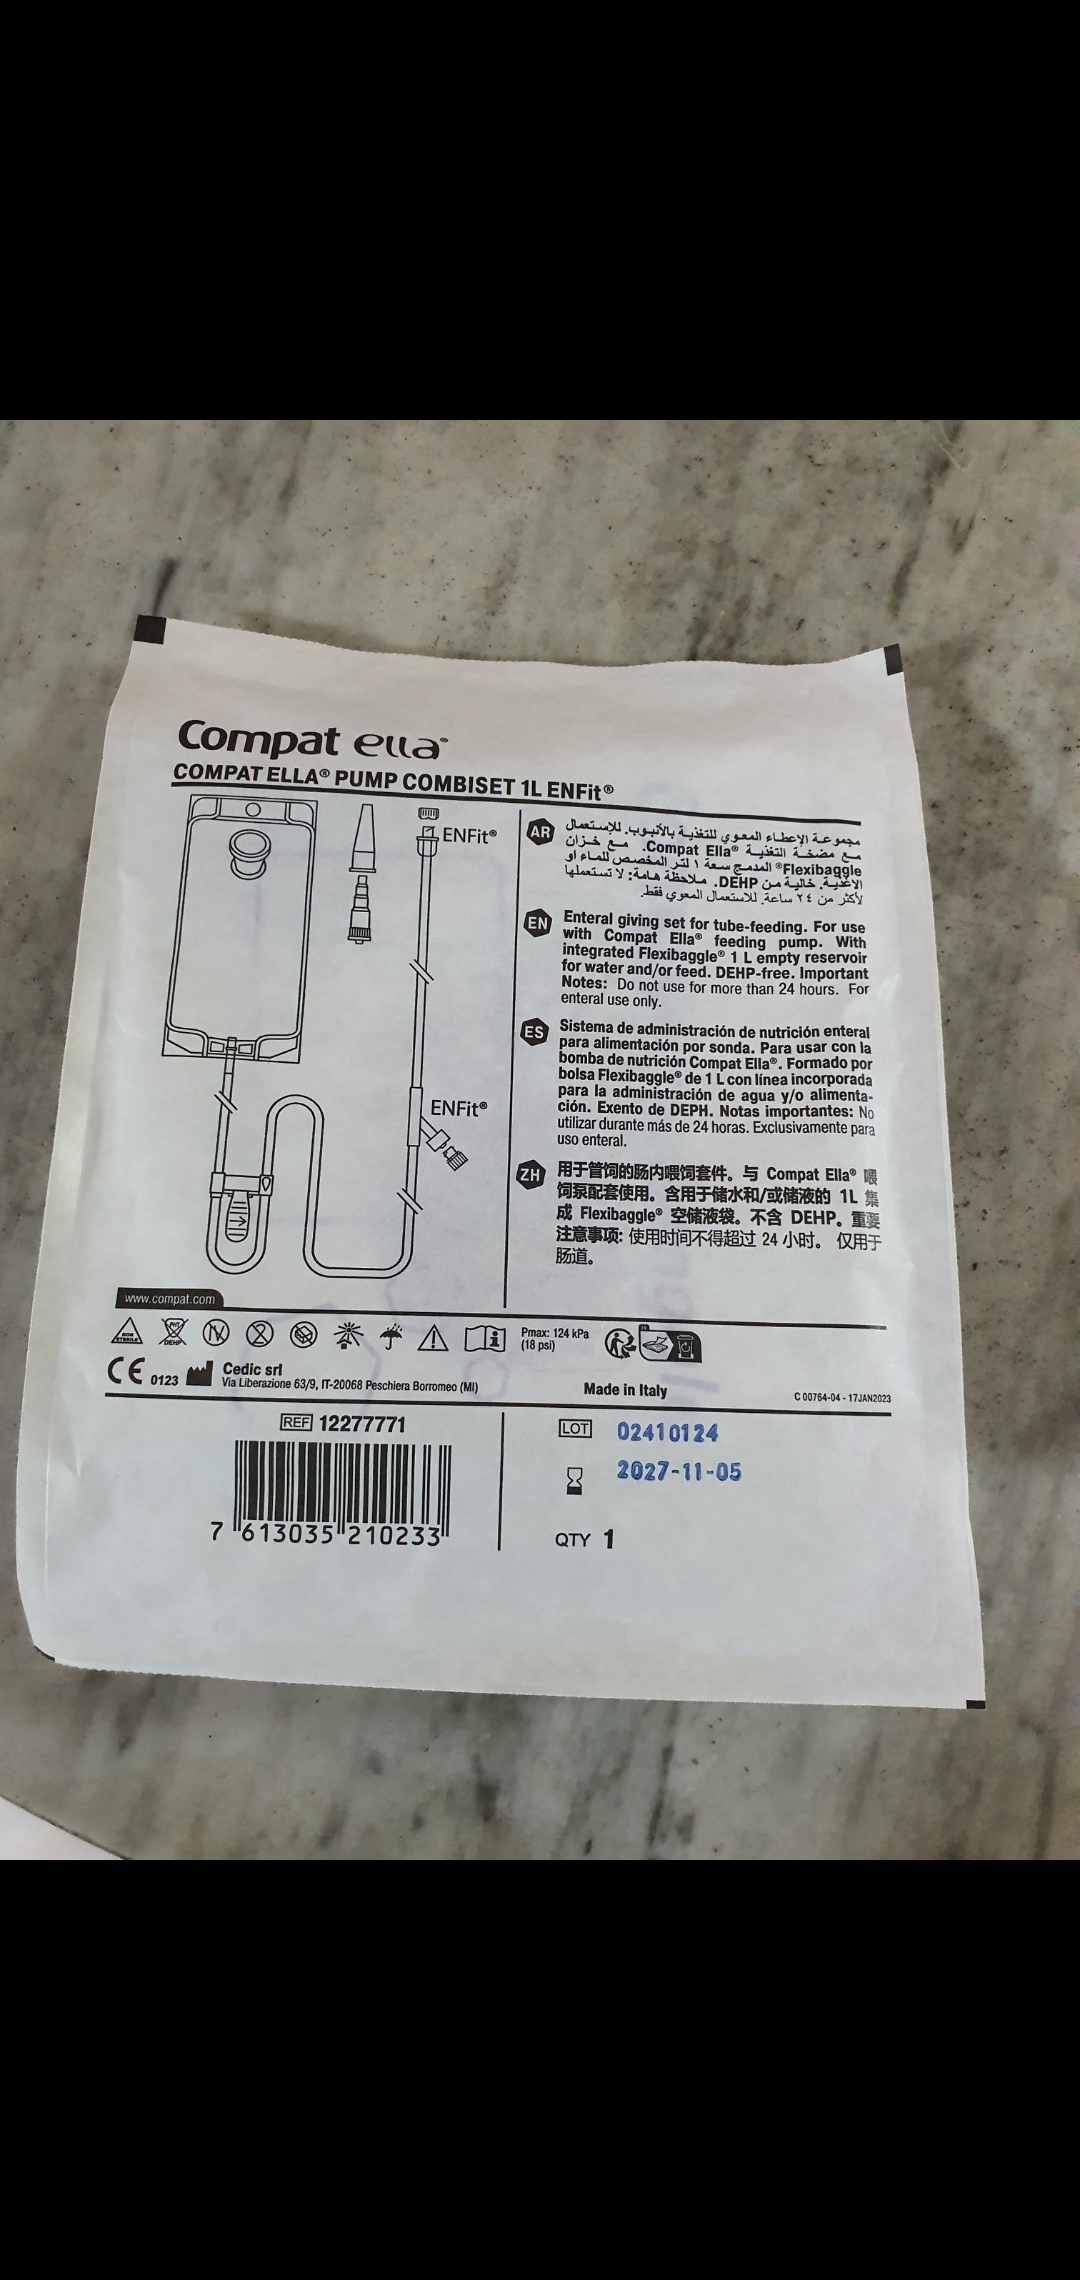 Compat ella®
COMPAT ELLA® PUMP COMBISET 1L ENFit®
ENFit®
ENFit®
AR
مجموعة الإعطاء المعوي للتغذية بالأنبوب. للإستعمال
مع مضخة التغذية Compat Ella®. مع خزان
Flexibaggle® المدمج سعة ١ لتر المخصص للماء أو
الأغذية. خالية من DEHP. ملاحظة هامة: لا تستعملها
لأكثر من ٢٤ ساعة. للاستعمال المعوي فقط.
EN
Enteral giving set for tube-feeding. For use
with Compat Ella® feeding pump. With
integrated Flexibaggle® 1 L empty reservoir
for water and/or feed. DEHP-free. Important
Notes: Do not use for more than 24 hours. For
enteral use only.
ES
Sistema de administración de nutrición enteral
para alimentación por sonda. Para usar con la
bomba de nutrición Compat Ella®. Formado por
bolsa Flexibaggle® de 1 L con línea incorporada
para la administración de agua y/o alimenta-
ción. Exento de DEPH. Notas importantes: No
utilizar durante más de 24 horas. Exclusivamente para
uso enteral.
ZH
用于管饲的肠内喂饲套件。与 Compat Ella® 喂
饲泵配套使用。含用于储水和/或储液的 1L 集
成 Flexibaggle® 空储液袋。不含 DEHP。重要
注意事项: 使用时间不得超过 24 小时。 仅用于
肠道。
www.compat.com
NON STERILE
PHT
DEHP
2
Pmax: 124 kPa
(18 psi)
CE 0123
Cedic srl
Via Liberazione 63/9, IT-20068 Peschiera Borromeo (MI)
Made in Italy
C 00764-04 - 17JAN2023
REF 12277771
7 613035 210233
LOT 02410124
2027-11-05
QTY 1